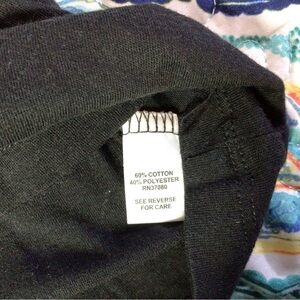 60% COTTON
40% POLYESTER
RN37080
SEE REVERSE
FOR CARE